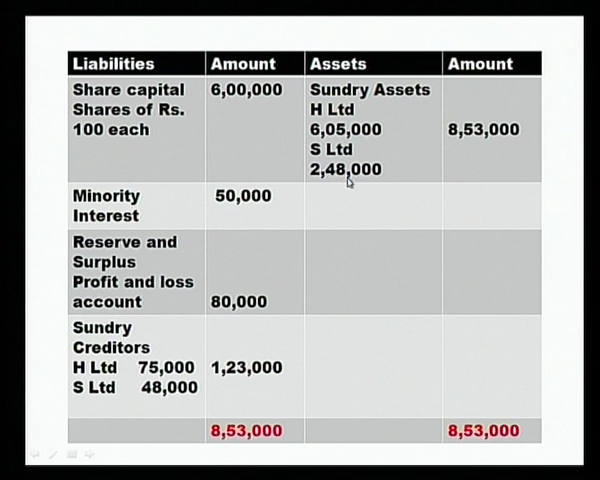 Liabilities Amount Assets Amount
Share capital 6,00,000 Sundry Assets
Shares of Rs. H Ltd
100 each 6,05,000 8,53,000
S Ltd
2,48,000
Minority 50,000
Interest
Reserve and
Surplus
Profit and loss
account 80,000
Sundry
Creditors
H Ltd 75,000 1,23,000
S Ltd 48,000
8,53,000 8,53,000